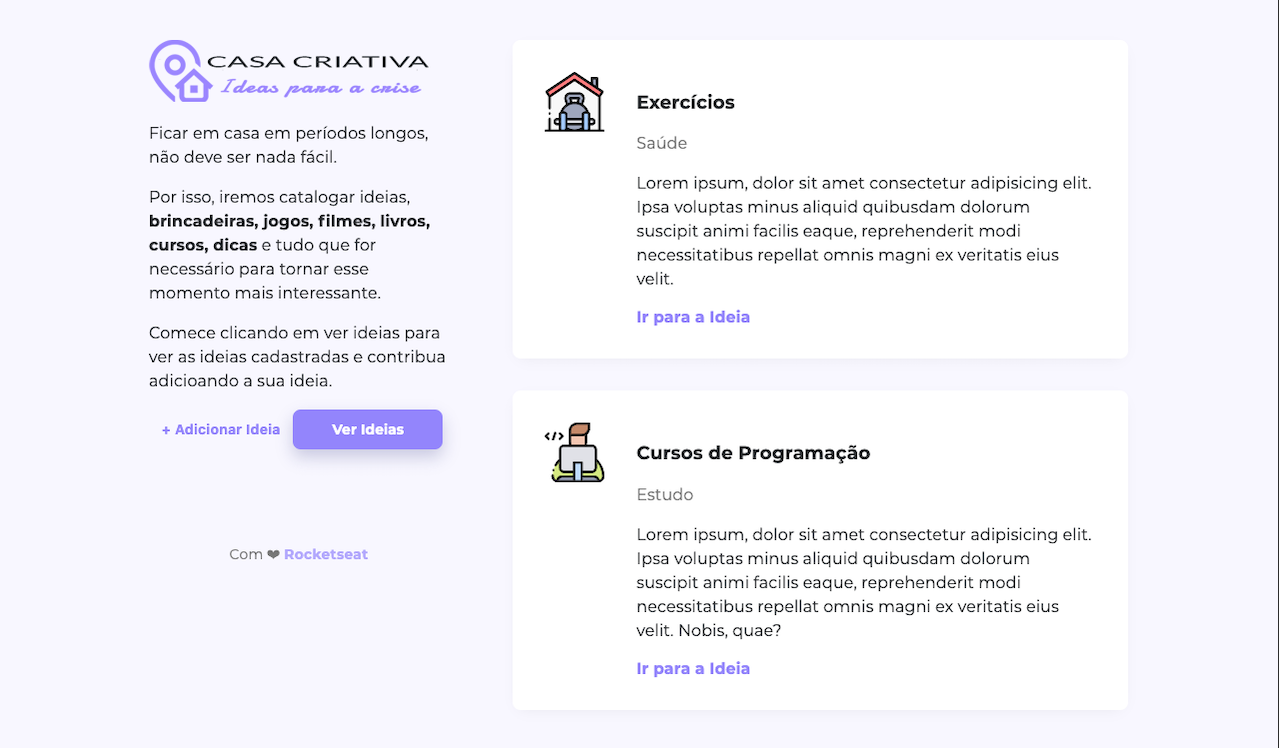 CASA CRIATIVA
Ideas para a crise
Ficar em casa em períodos longos,
não deve ser nada fácil.
Por isso, iremos catalogar ideias,
brincadeiras, jogos, filmes, livros,
cursos, dicas e tudo que for
necessário para tornar esse
momento mais interessante.
Comece clicando em ver ideias para
ver as ideias cadastradas e contribua
adicioando a sua ideia.
+ Adicionar Ideia
Ver Ideias
Com ❤ Rocketseat
Exercícios
Saúde
Lorem ipsum, dolor sit amet consectetur adipisicing elit.
Ipsa voluptas minus aliquid quibusdam dolorum
suscipit animi facilis eaque, reprehenderit modi
necessitatibus repellat omnis magni ex veritatis eius
velit.
Ir para a Ideia
</>
Cursos de Programação
Estudo
Lorem ipsum, dolor sit amet consectetur adipisicing elit.
Ipsa voluptas minus aliquid quibusdam dolorum
suscipit animi facilis eaque, reprehenderit modi
necessitatibus repellat omnis magni ex veritatis eius
velit. Nobis, quae?
Ir para a Ideia